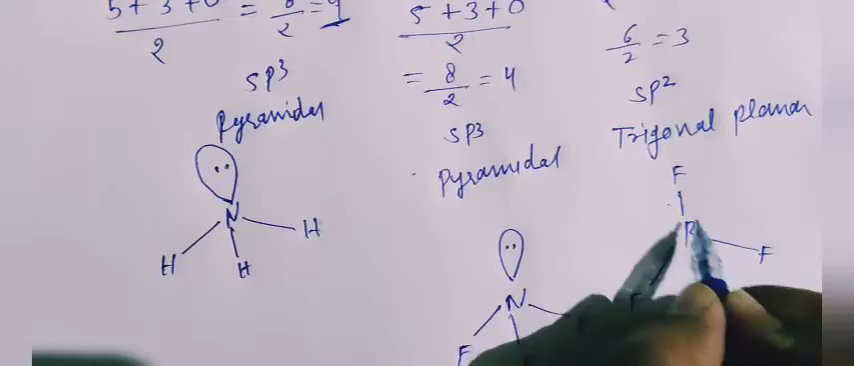 5+3+0/2 = 8/2 = 4
sp3
Pyramidal
N
H H H
5+3+0/2
= 8/2 = 4
sp3
Pyramidal
N
F
6/2 = 3
sp2
Trigonal planar
F
B
F